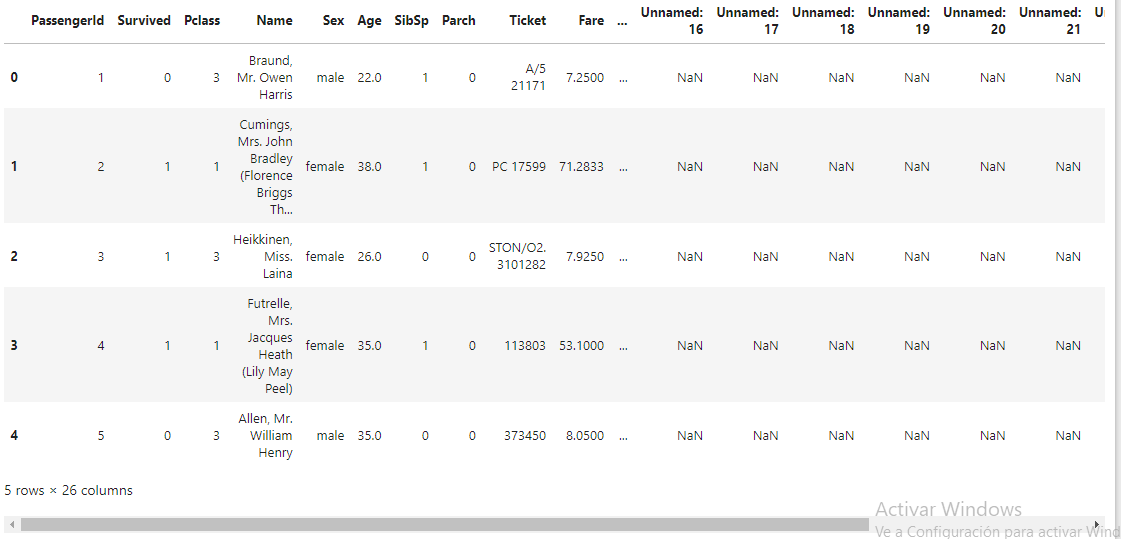 PassengerId Survived Pclass Name Sex Age SibSp Parch Ticket Fare ... Unnamed: 16 Unnamed: 17 Unnamed: 18 Unnamed: 19 Unnamed: 20 Unnamed: 21
0 1 0 3 Braund, Mr. Owen Harris male 22.0 1 0 A/5 21171 7.2500 ... NaN NaN NaN NaN NaN NaN
1 2 1 1 Cumings, Mrs. John Bradley (Florence Briggs Th... female 38.0 1 0 PC 17599 71.2833 ... NaN NaN NaN NaN NaN NaN
2 3 1 3 Heikkinen, Miss. Laina female 26.0 0 0 STON/O2. 3101282 7.9250 ... NaN NaN NaN NaN NaN NaN
3 4 1 1 Futrelle, Mrs. Jacques Heath (Lily May Peel) female 35.0 1 0 113803 53.1000 ... NaN NaN NaN NaN NaN NaN
4 5 0 3 Allen, Mr. William Henry male 35.0 0 0 373450 8.0500 ... NaN NaN NaN NaN NaN NaN
5 rows × 26 columns
Activar Windows
Ve a Configuración para activar Wind